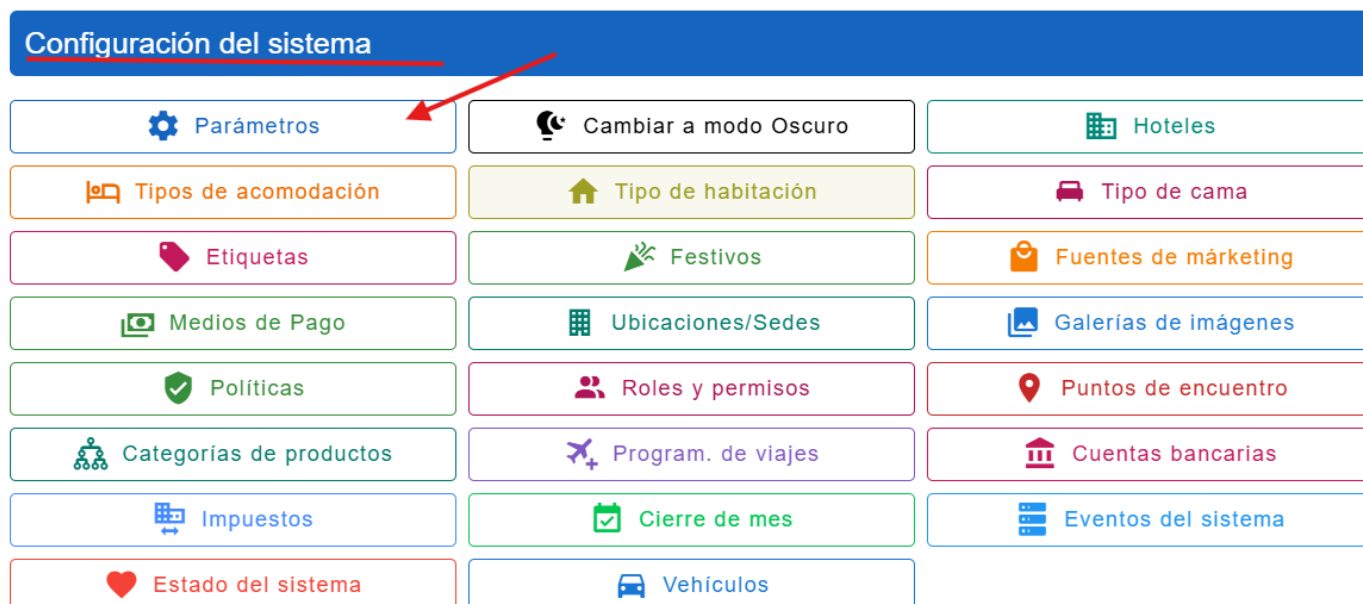 Configuración del sistema
Parámetros
Cambiar a modo Oscuro
Hoteles
Tipos de acomodación
Tipo de habitación
Tipo de cama
Etiquetas
Festivos
Fuentes de márketing
Medios de Pago
Ubicaciones/Sedes
Galerías de imágenes
Políticas
Roles y permisos
Puntos de encuentro
Categorías de productos
Program. de viajes
Cuentas bancarias
Impuestos
Cierre de mes
Eventos del sistema
Estado del sistema
Vehículos